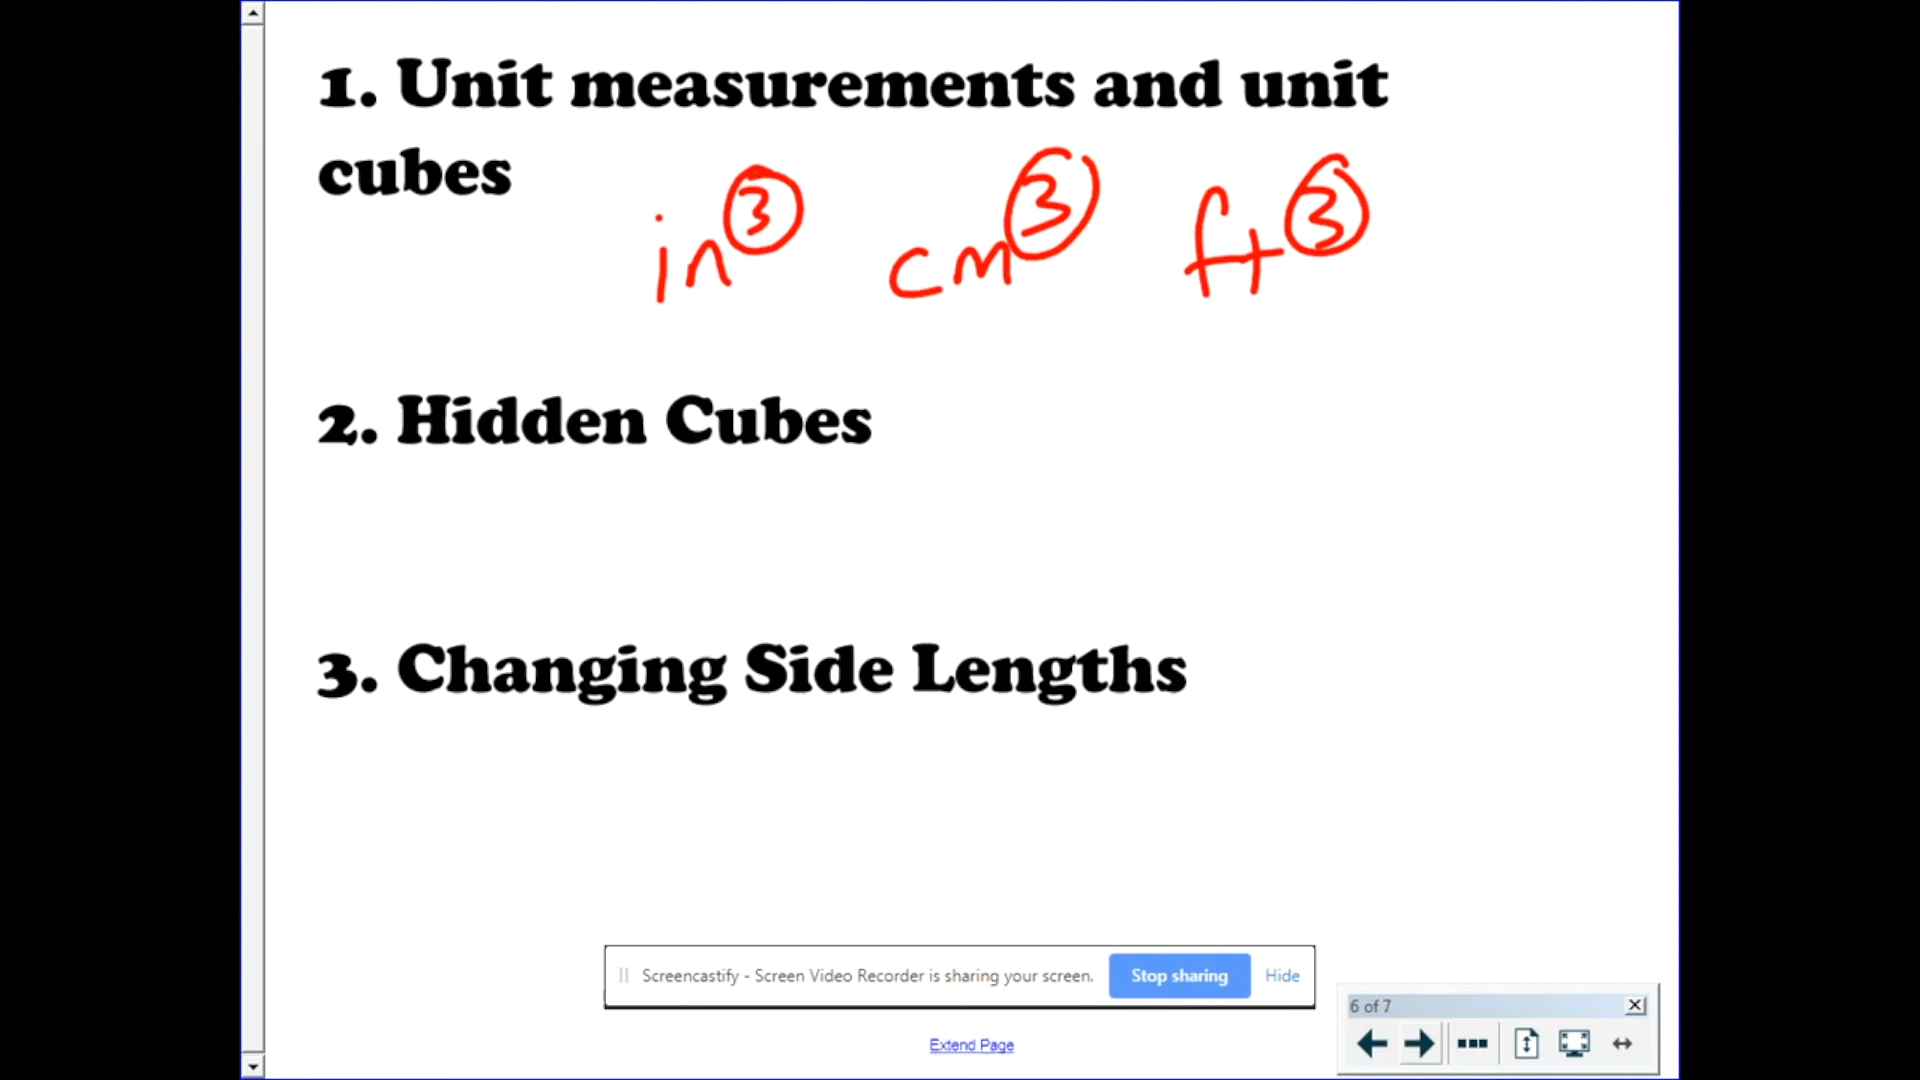 1. Unit measurements and unit
cubes
in³ cm³ ft³
2. Hidden Cubes
3. Changing Side Lengths
Screencastify - Screen Video Recorder is sharing your screen. Stop sharing Hide
6 of 7
Extend Page